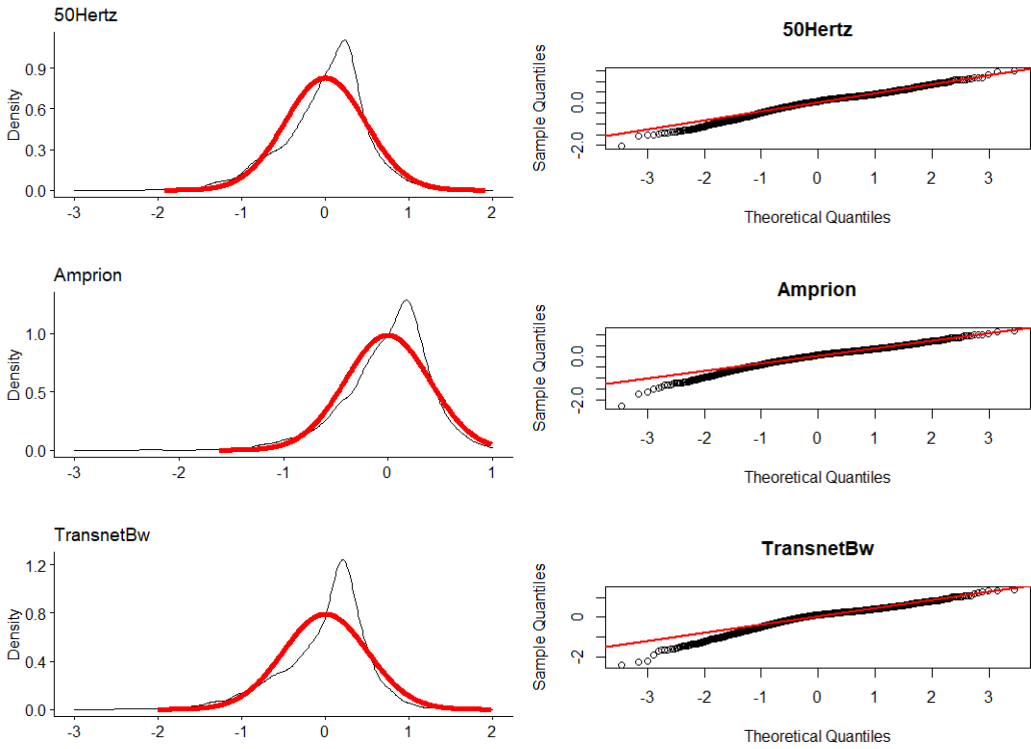 50Hertz
Density
0.9
0.6
0.3
0.0
-3 -2 -1 0 1 2
50Hertz
Sample Quantiles
0.0
-2.0
-3 -2 -1 0 1 2 3
Theoretical Quantiles
Amprion
Density
1.0
0.5
0.0
-3 -2 -1 0 1
Amprion
Sample Quantiles
0.0
-2.0
-3 -2 -1 0 1 2 3
Theoretical Quantiles
TransnetBw
Density
1.2
0.8
0.4
0.0
-3 -2 -1 0 1 2
TransnetBw
Sample Quantiles
0
-2
-3 -2 -1 0 1 2 3
Theoretical Quantiles